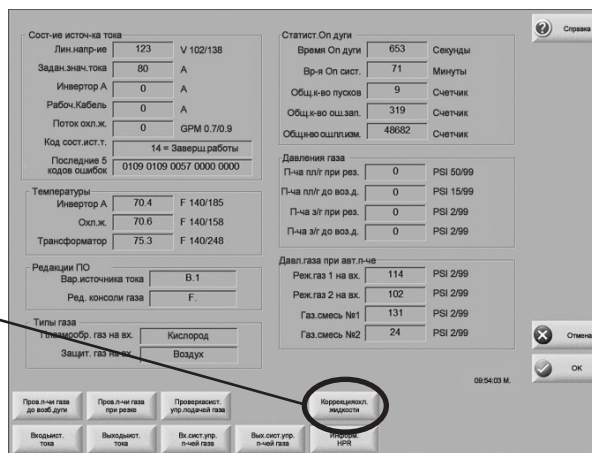 Справка
Сост-ие источ-ка тока
Лин.напр-ие 123 V 102/138
Задан.знач.тока 80 A
Инвертор А 0 A
Рабоч.Кабель 0 A
Поток охл.ж. 0 GPM 0.7/0.9
Код сост.ист.т. 14 = Заверш.работы
Последние 5
кодов ошибок 0109 0109 0057 0000 0000
Температуры
Инвертор А 70.4 F 140/185
Охл.ж. 70.6 F 140/158
Трансформатор 75.3 F 140/248
Редакции ПО
Вар.источника тока B.1
Ред. консоли газа F.
Типы газа
Плазмообр. газ на вх. Кислород
Защит. газ на вх. Воздух
Статист.Оп дуги
Время Оп дуги 653 Секунды
Вр-я Оп сист. 71 Минуты
Общ.к-во пусков 9 Счетчик
Общ.к-во ош.зап. 319 Счетчик
48682 Счетчик
Давления газа
П-ча пл/г при рез. 0 PSI 50/99
П-ча пл/г до воз.д. 0 PSI 15/99
П-ча з/г при рез. 0 PSI 2/99
П-ча з/г до воз.д. 0 PSI 2/99
Давл.газа при авт.п-че
Реж.газ 1 на вх. 114 PSI 2/99
Реж.газ 2 на вх. 102 PSI 2/99
Газ.смесь №1 131 PSI 2/99
Газ.смесь №2 24 PSI 2/99
Отмена
OK
09:54:03 М.
Пров.п-чи газа
до возб.дуги
Пров.п-чи газа
при резке
Проверкасист.
упр.подачей газа
Коррекцияохл.
жидкости
Входыист.
тока
Выходыист.
тока
Вх.сист.упр.
п-чей газа
Вых.сист.упр.
п-чей газа
Информ.
HPR